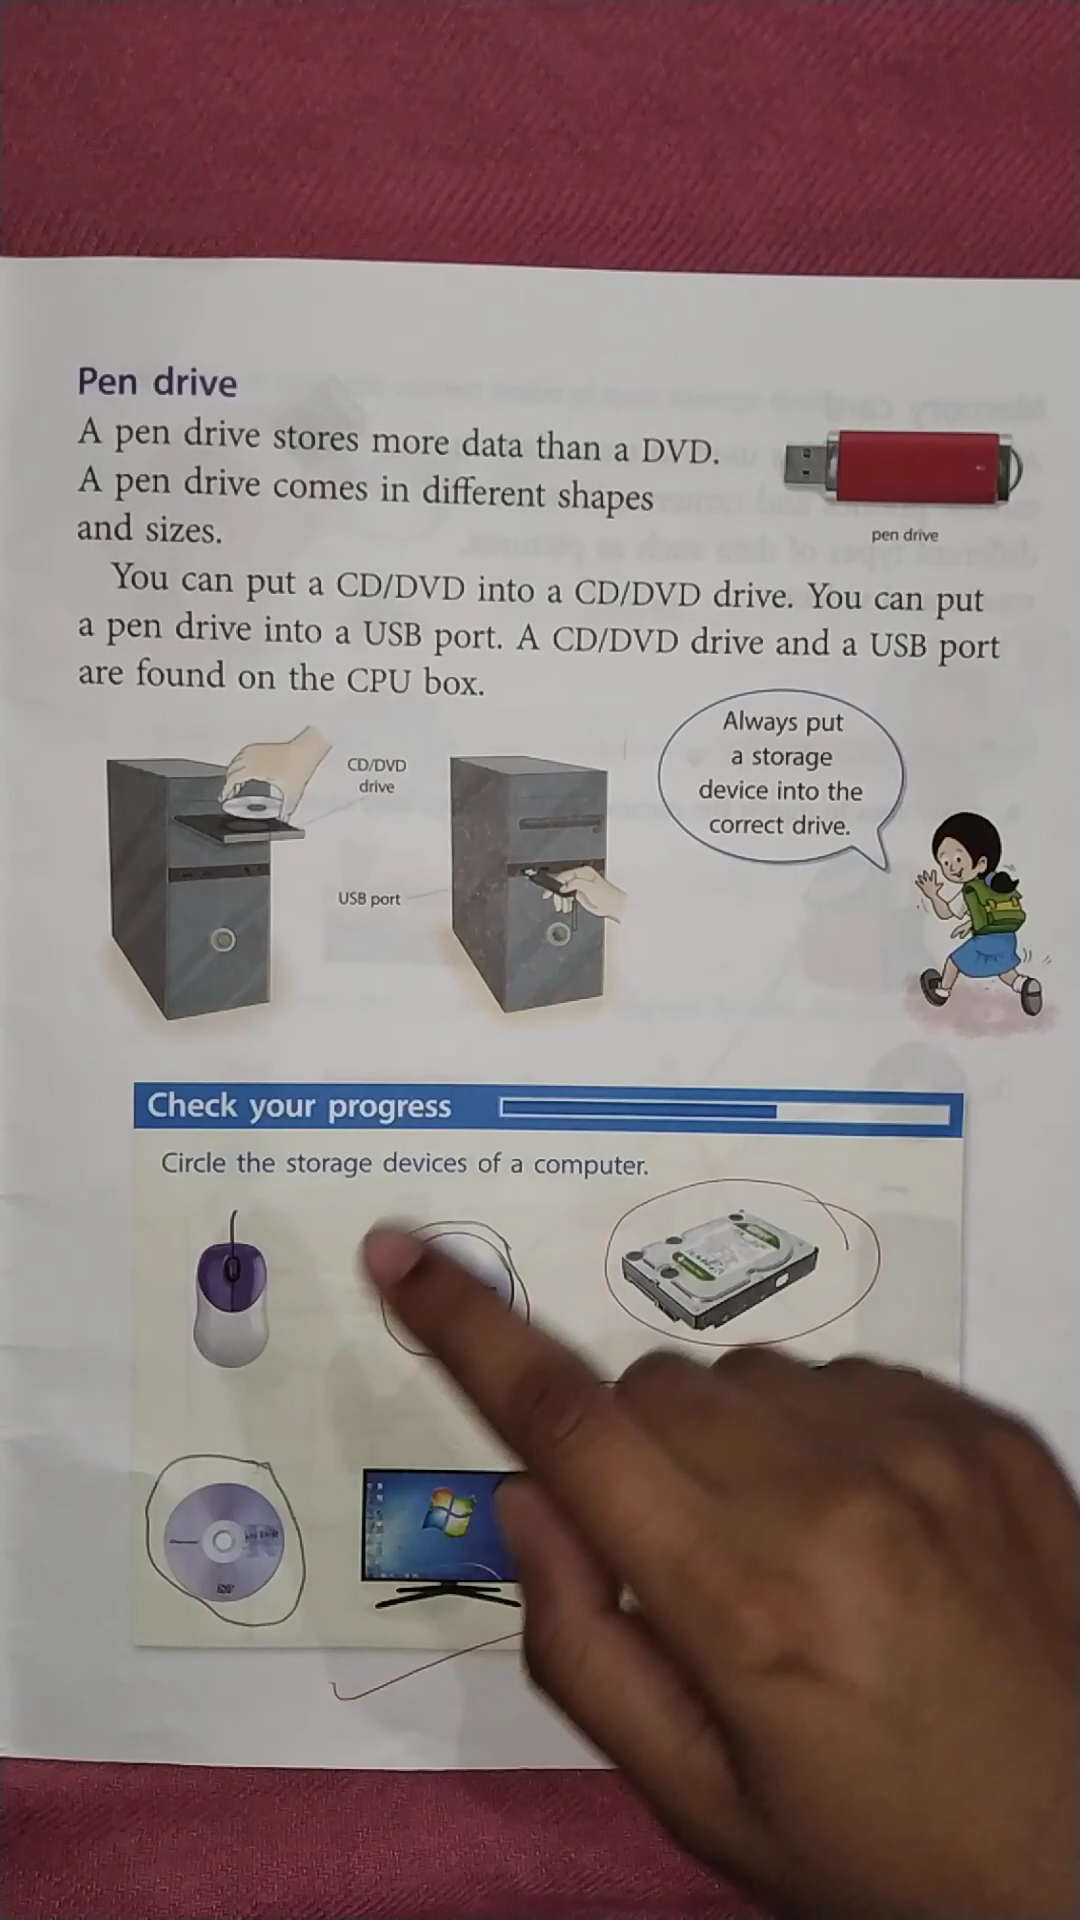 Pen drive
A pen drive stores more data than a DVD.
A pen drive comes in different shapes
and sizes.
pen drive
You can put a CD/DVD into a CD/DVD drive. You can put
a pen drive into a USB port. A CD/DVD drive and a USB port
are found on the CPU box.
CD/DVD
drive
USB port
Always put
a storage
device into the
correct drive.
Check your progress
Circle the storage devices of a computer.
DVD